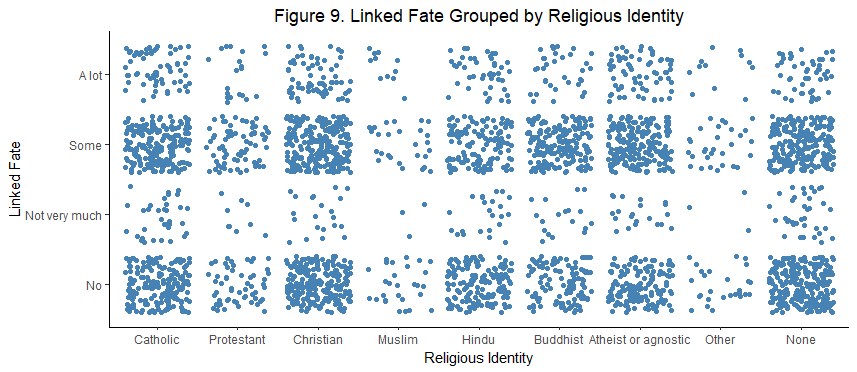 Figure 9. Linked Fate Grouped by Religious Identity
Linked Fate
A lot
Some
Not very much
No
Catholic
Protestant
Christian
Muslim
Hindu
Buddhist
Atheist or agnostic
Other
None
Religious Identity